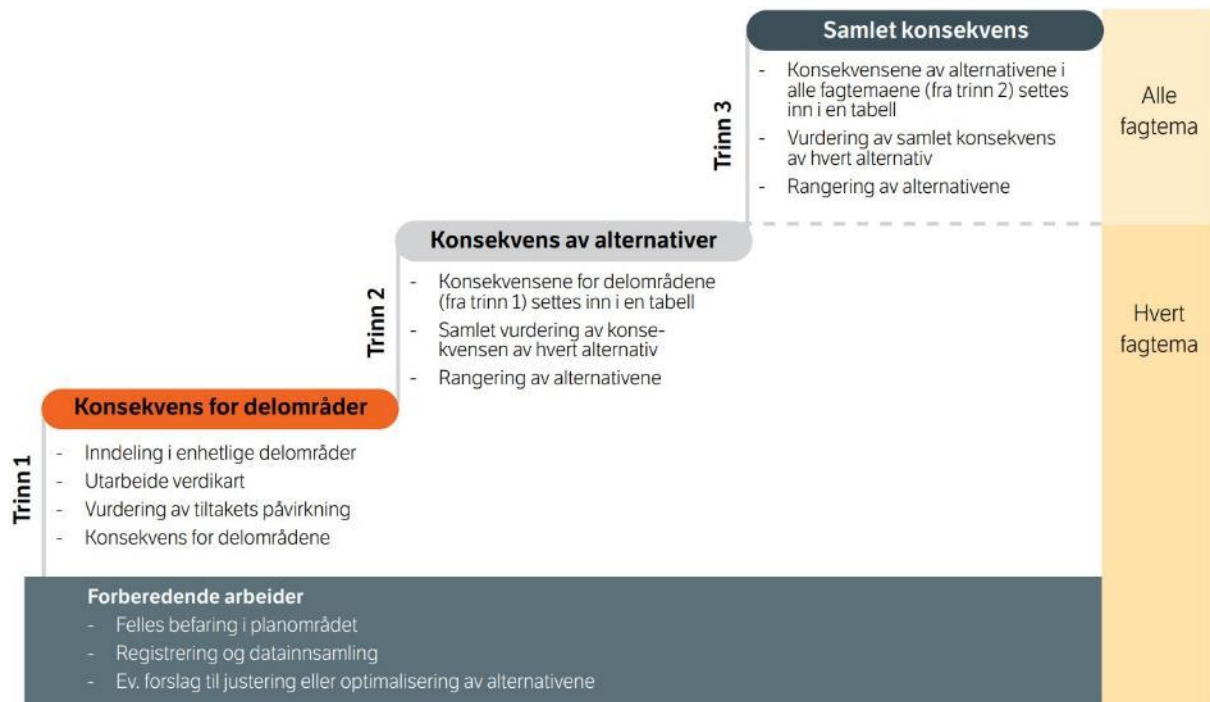 Samlet konsekvens
- Konsekvensene av alternativene i
alle fagtemaene (fra trinn 2) settes
inn i en tabell
- Vurdering av samlet konsekvens
av hvert alternativ
- Rangering av alternativene
Trinn 3
Alle
fagtema
Konsekvens av alternativer
- Konsekvensene for delområdene
(fra trinn 1) settes inn i en tabell
- Samlet vurdering av konse-
kvensen av hvert alternativ
- Rangering av alternativene
Trinn 2
Hvert
fagtema
Konsekvens for delområder
- Inndeling i enhetlige delområder
- Utarbeide verdikart
- Vurdering av tiltakets påvirkning
- Konsekvens for delområdene
Trinn 1
Forberedende arbeider
- Felles befaring i planområdet
- Registrering og datainnsamling
- Ev. forslag til justering eller optimalisering av alternativene